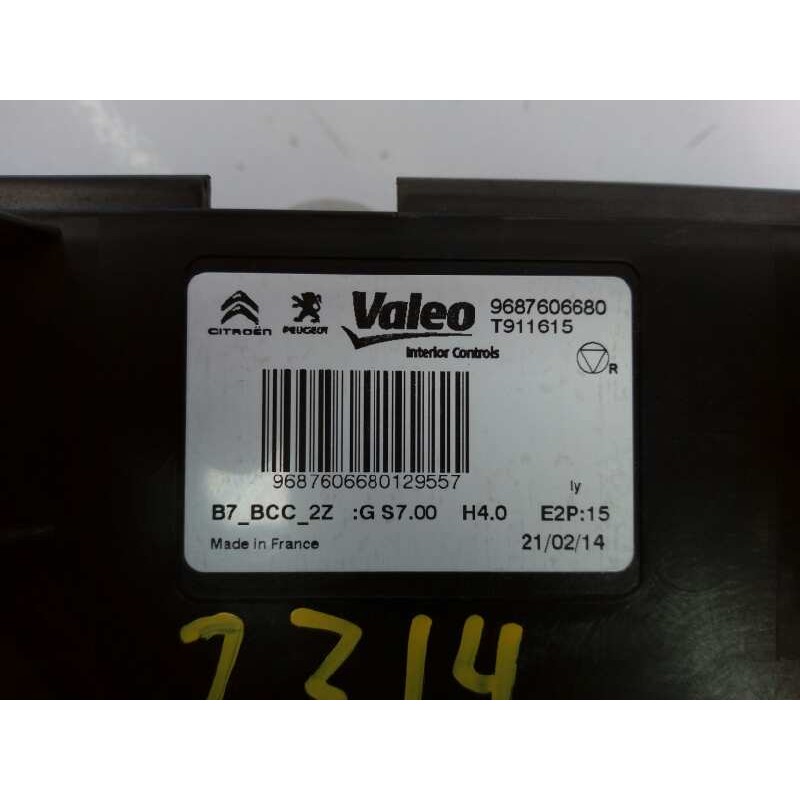 CITROËN PEUGEOT Valeo 9687606680
T911615
Interior Controls
R
9687606680129557
ly
B7_BCC_2Z :G S7.00 H4.0 E2P:15
Made in France 21/02/14
2314